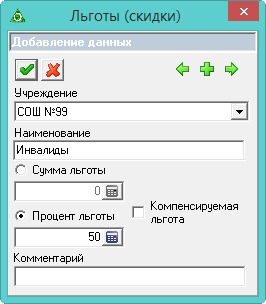 Льготы (скидки)
Добавление данных
Учреждение
СОШ №99
Наименование
Инвалиды
Сумма льготы
0
Процент льготы
Компенсируемая
льгота
50
Комментарий